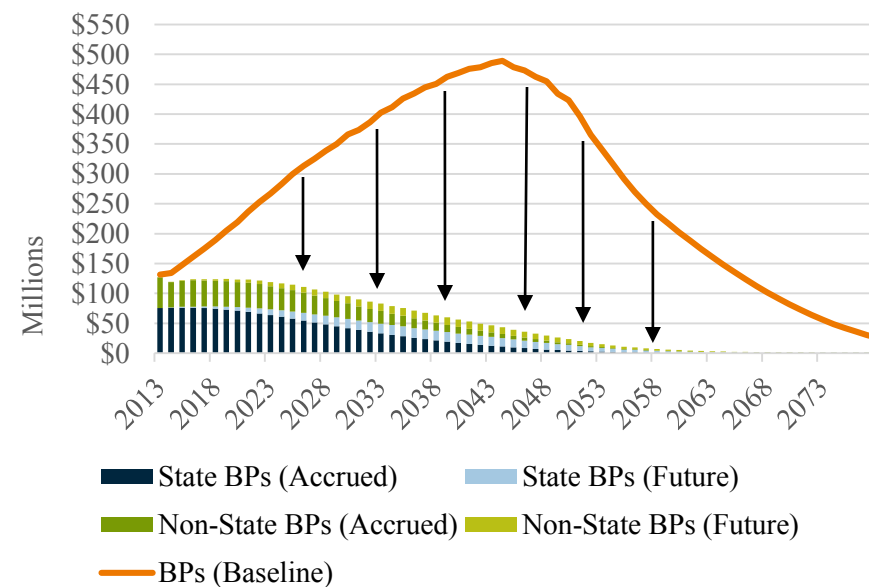 $550
$500
$450
$400
$350
$300
$250
$200
$150
$100
$50
$0
Millions
2013 2018 2023 2028 2033 2038 2043 2048 2053 2058 2063 2068 2073
State BPs (Accrued) State BPs (Future)
Non-State BPs (Accrued) Non-State BPs (Future)
BPs (Baseline)